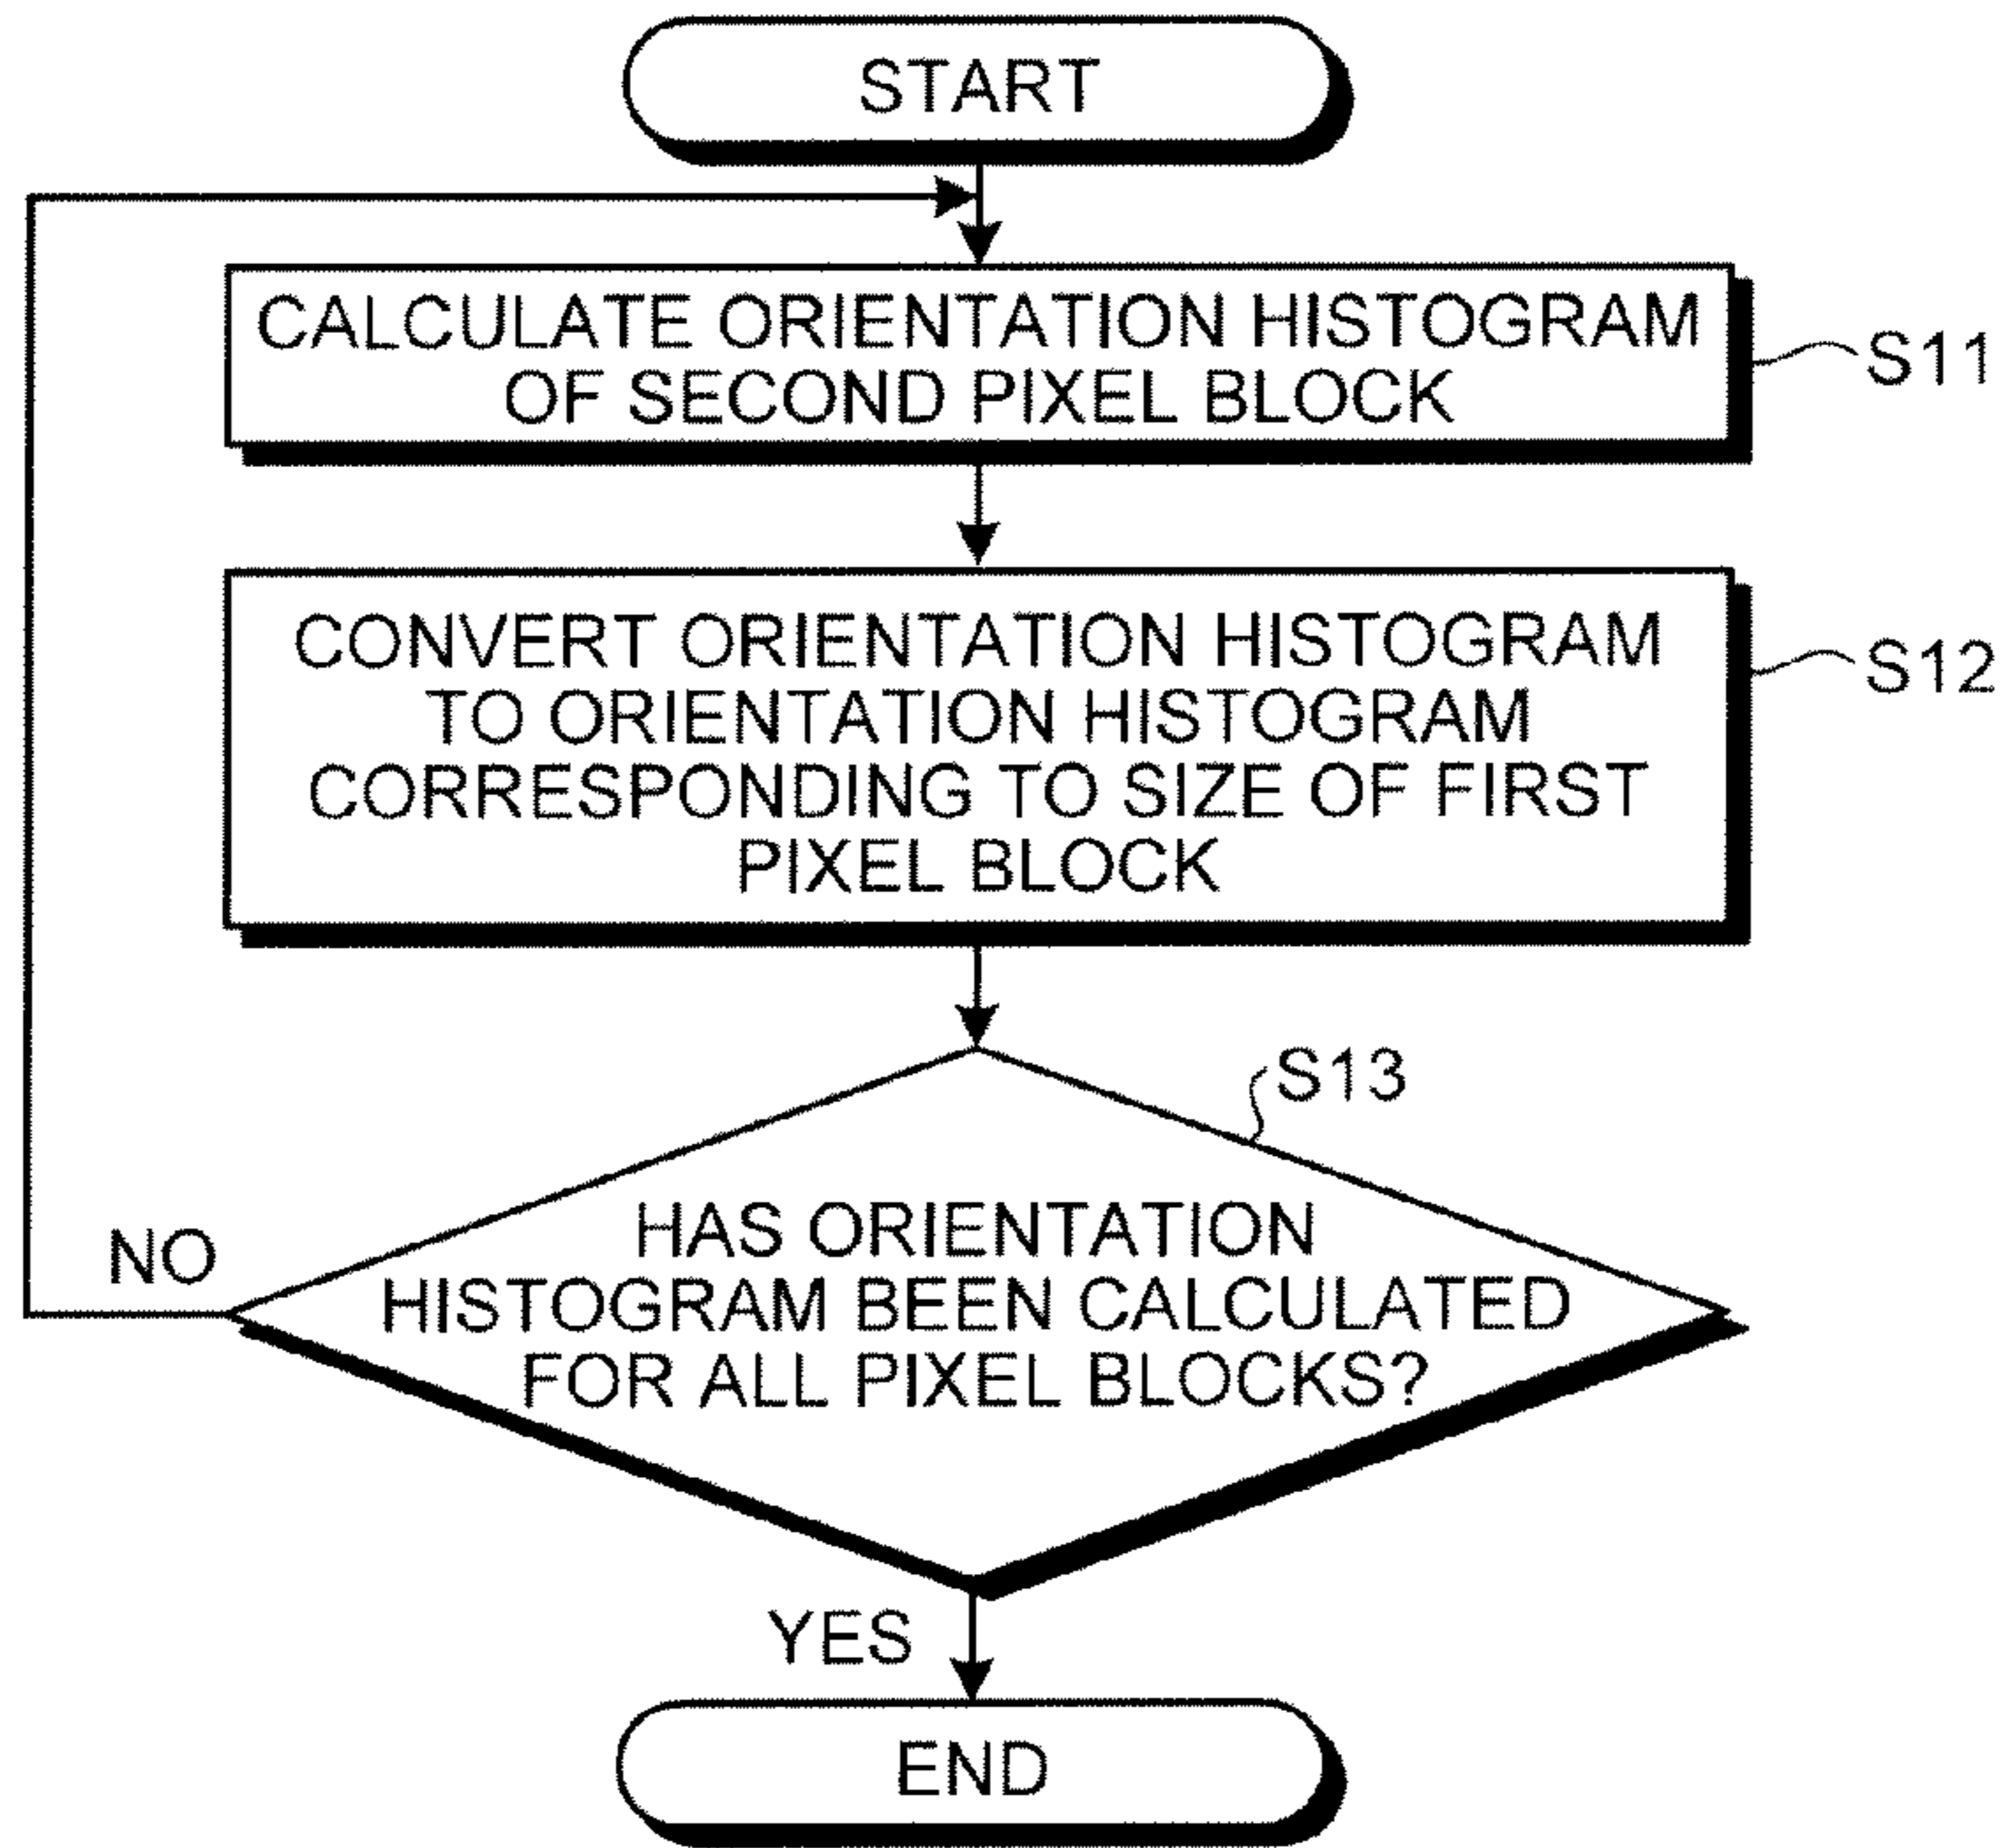 START
CALCULATE ORIENTATION HISTOGRAM
OF SECOND PIXEL BLOCK
S11
CONVERT ORIENTATION HISTOGRAM
TO ORIENTATION HISTOGRAM
CORRESPONDING TO SIZE OF FIRST
PIXEL BLOCK
S12
S13
HAS ORIENTATION
HISTOGRAM BEEN CALCULATED
FOR ALL PIXEL BLOCKS?
NO
YES
END